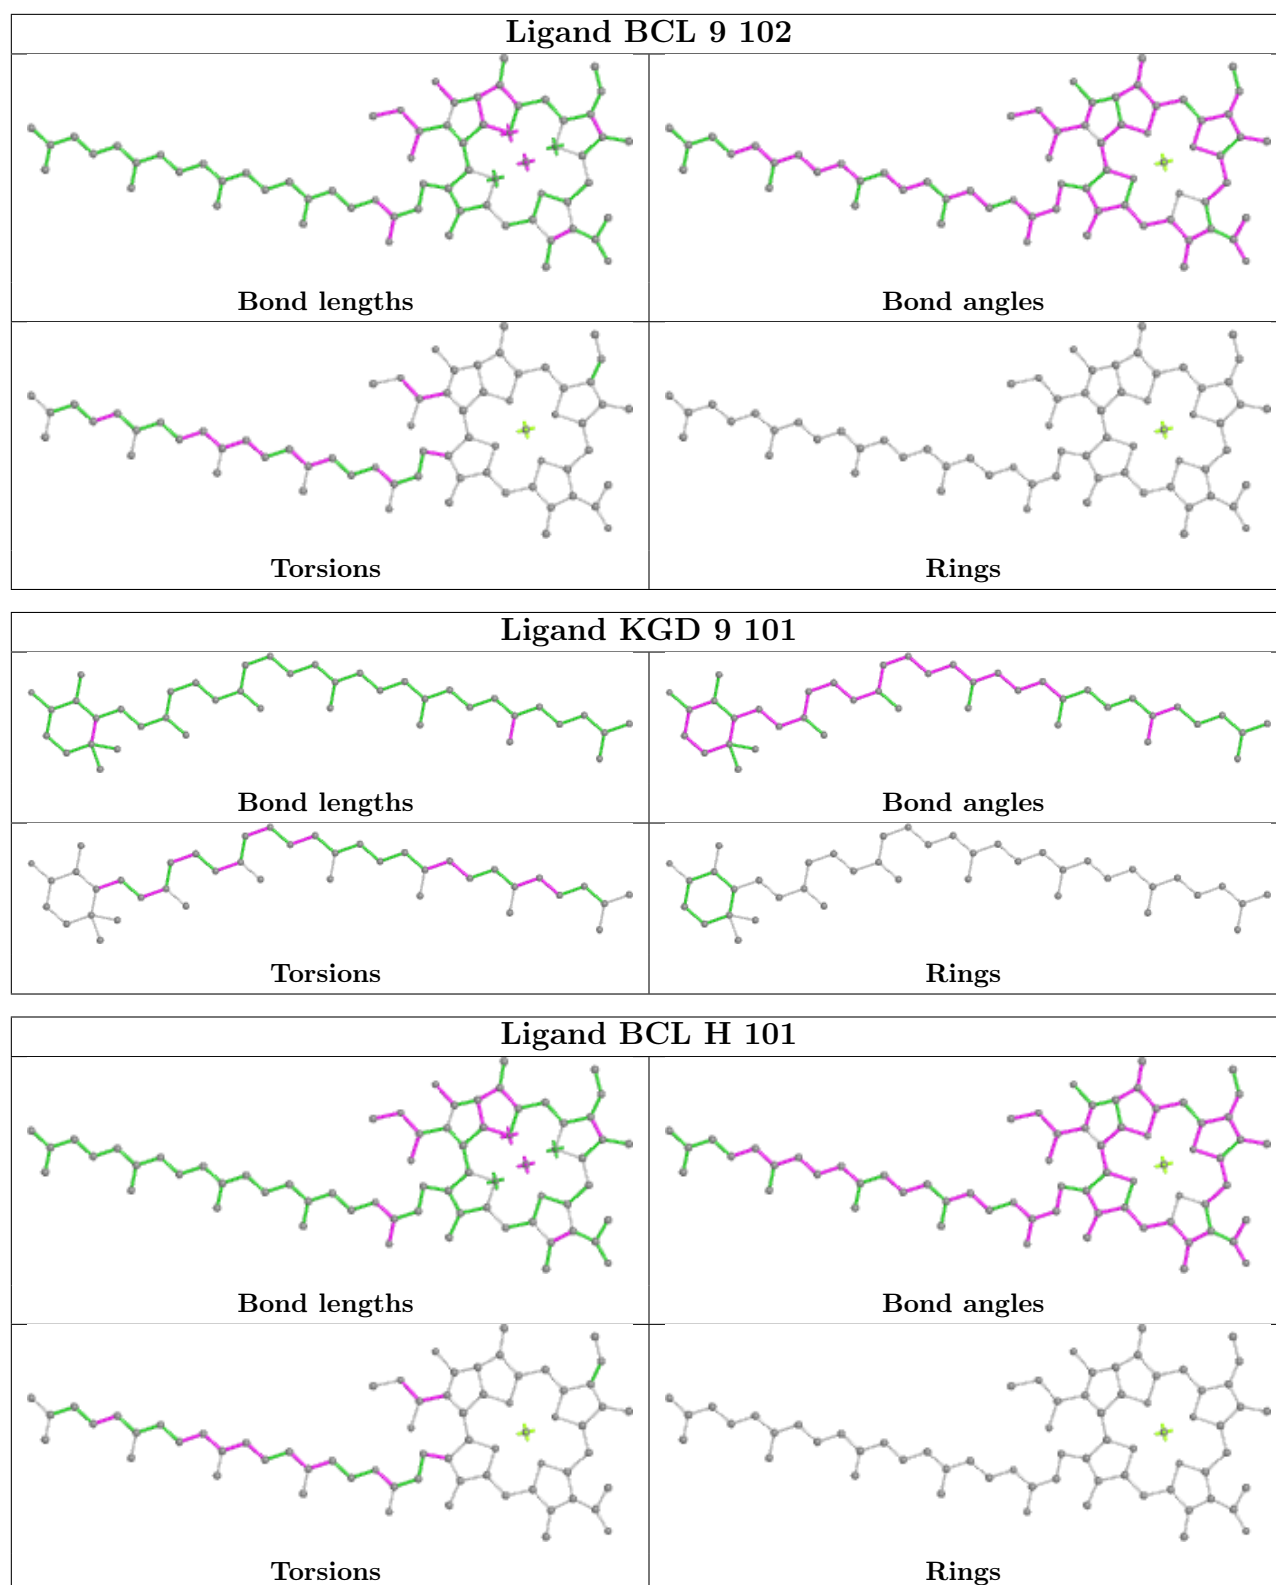 Ligand BCL 9 102
Bond lengths
Bond angles
Torsions
Rings
Ligand KGD 9 101
Bond lengths
Bond angles
Torsions
Rings
Ligand BCL H 101
Bond lengths
Bond angles
Torsions
Rings